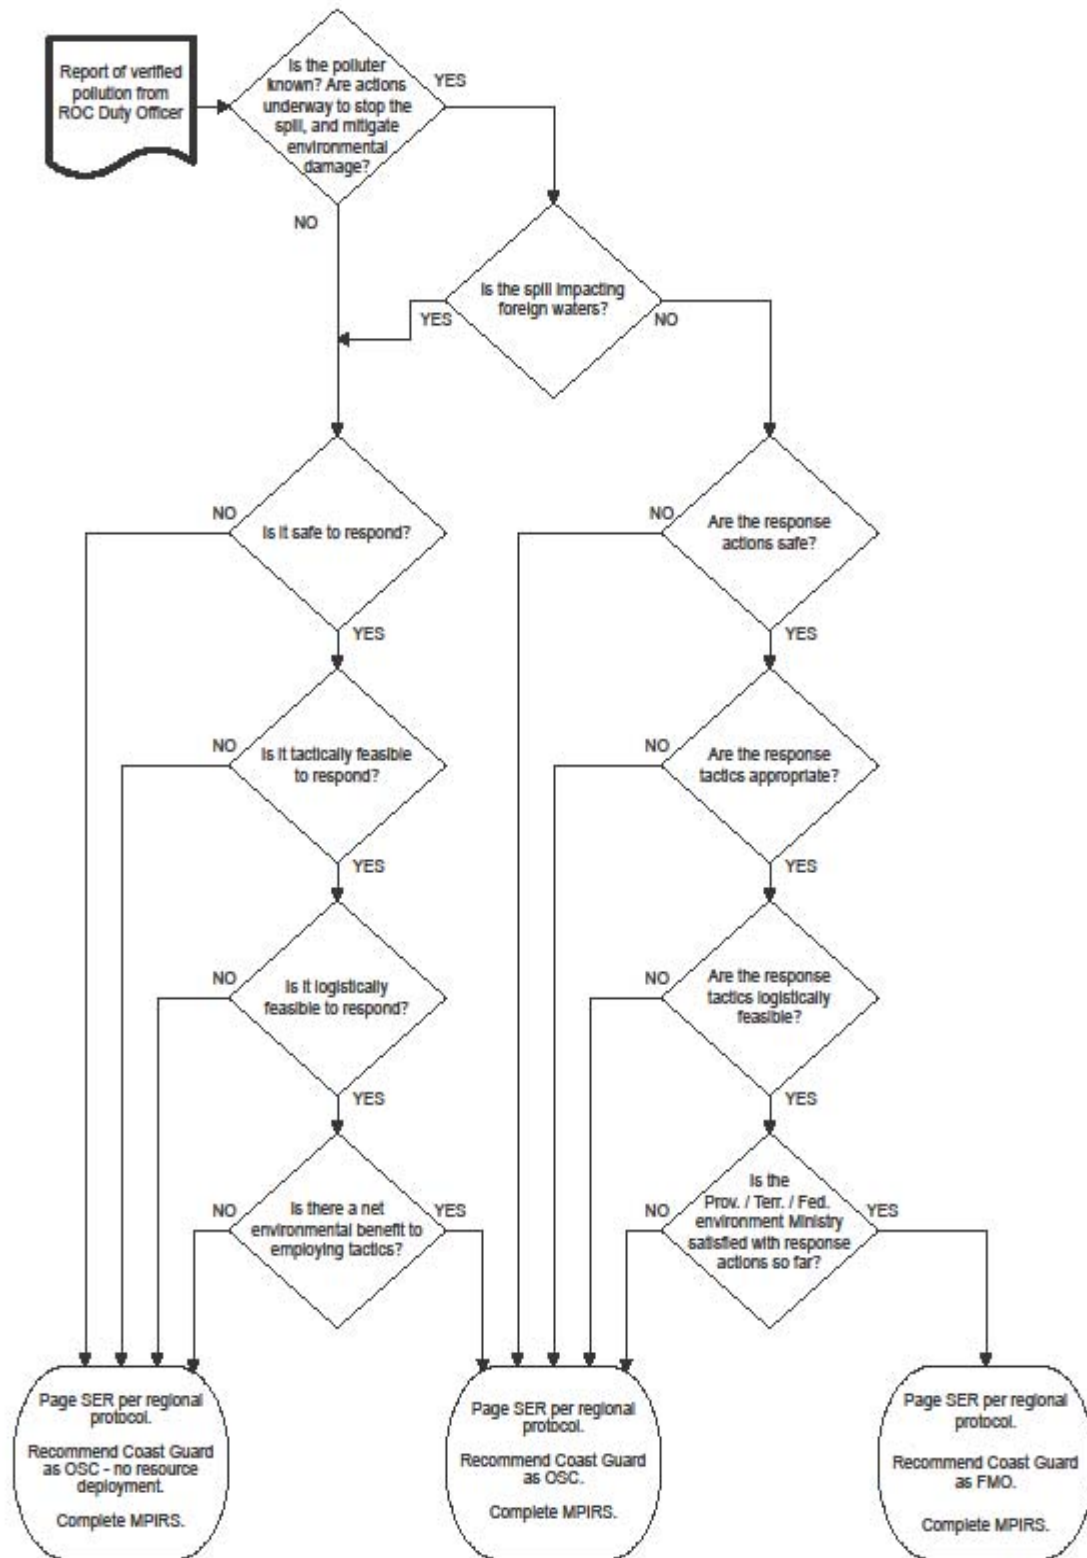 Report of verified
pollution from
ROC Duty Officer
Is the polluter
known? Are actions
underway to stop the
spill, and mitigate
environmental
damage?
YES
NO
Is the spill impacting
foreign waters?
YES
NO
Is it safe to respond?
NO
YES
Are the response
actions safe?
NO
YES
Is it tactically feasible
to respond?
NO
YES
Are the response
tactics appropriate?
NO
YES
Is it logistically
feasible to respond?
NO
YES
Are the response
tactics logistically
feasible?
NO
YES
Is there a net
environmental benefit to
employing tactics?
NO
YES
Is the
Prov. / Terr. / Fed.
environment Ministry
satisfied with response
actions so far?
NO
YES
Page SER per regional
protocol.
Recommend Coast Guard
as OSC - no resource
deployment.
Complete MPIRS.
Page SER per regional
protocol.
Recommend Coast Guard
as OSC.
Complete MPIRS.
Page SER per regional
protocol.
Recommend Coast Guard
as FMO.
Complete MPIRS.